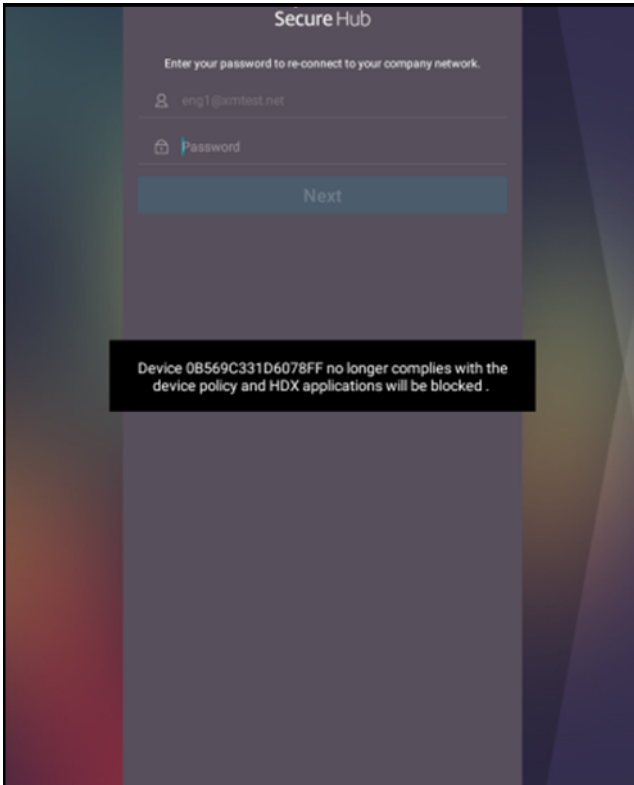 Secure Hub
Enter your password to re-connect to your company network.
eng1@xmtest.net
Password
Next
Device 0B569C331D6078FF no longer complies with the
device policy and HDX applications will be blocked .